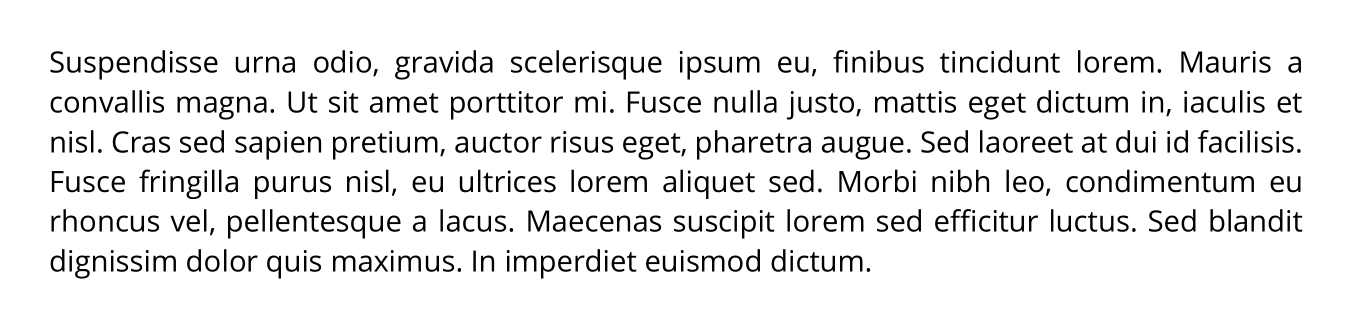 Suspendisse urna odio, gravida scelerisque ipsum eu, finibus tincidunt lorem. Mauris a
convallis magna. Ut sit amet porttitor mi. Fusce nulla justo, mattis eget dictum in, iaculis et
nisl. Cras sed sapien pretium, auctor risus eget, pharetra augue. Sed laoreet at dui id facilisis.
Fusce fringilla purus nisl, eu ultrices lorem aliquet sed. Morbi nibh leo, condimentum eu
rhoncus vel, pellentesque a lacus. Maecenas suscipit lorem sed efficitur luctus. Sed blandit
dignissim dolor quis maximus. In imperdiet euismod dictum.